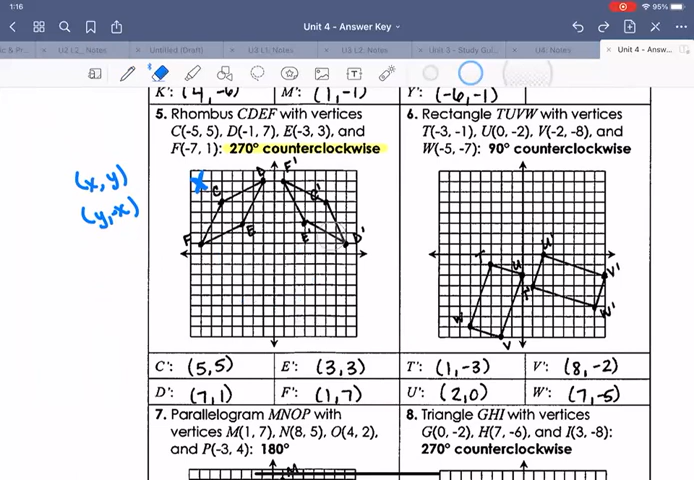 1:16
95%
Unit 4 - Answer Key
ic & Pr...
U2 L2_ Notes
Untitled (Draft)
U3 L1: Notes
U3 L2: Notes
Unit 3 - Study Gui...
U4: Notes
Unit 4 - Answ...
K': (4, -6) M': (1, -1) Y': (-6, -1)
5. Rhombus CDEF with vertices
C(-5, 5), D(-1, 7), E(-3, 3), and
F(-7, 1): 270° counterclockwise
6. Rectangle TUVW with vertices
T(-3, -1), U(0, -2), V(-2, -8), and
W(-5, -7): 90° counterclockwise
(x, y)
(y, -x)
D F'
C C'
E E'
F D'
T U U'
T' V'
W W'
V
C': (5,5) E': (3,3) T': (1,-3) V': (8,-2)
D': (7,1) F': (1,7) U': (2,0) W': (7,-5)
7. Parallelogram MNOP with
vertices M(1, 7), N(8, 5), O(4, 2),
and P(-3, 4): 180°
8. Triangle GHI with vertices
G(0, -2), H(7, -6), and I(3, -8):
270° counterclockwise
M